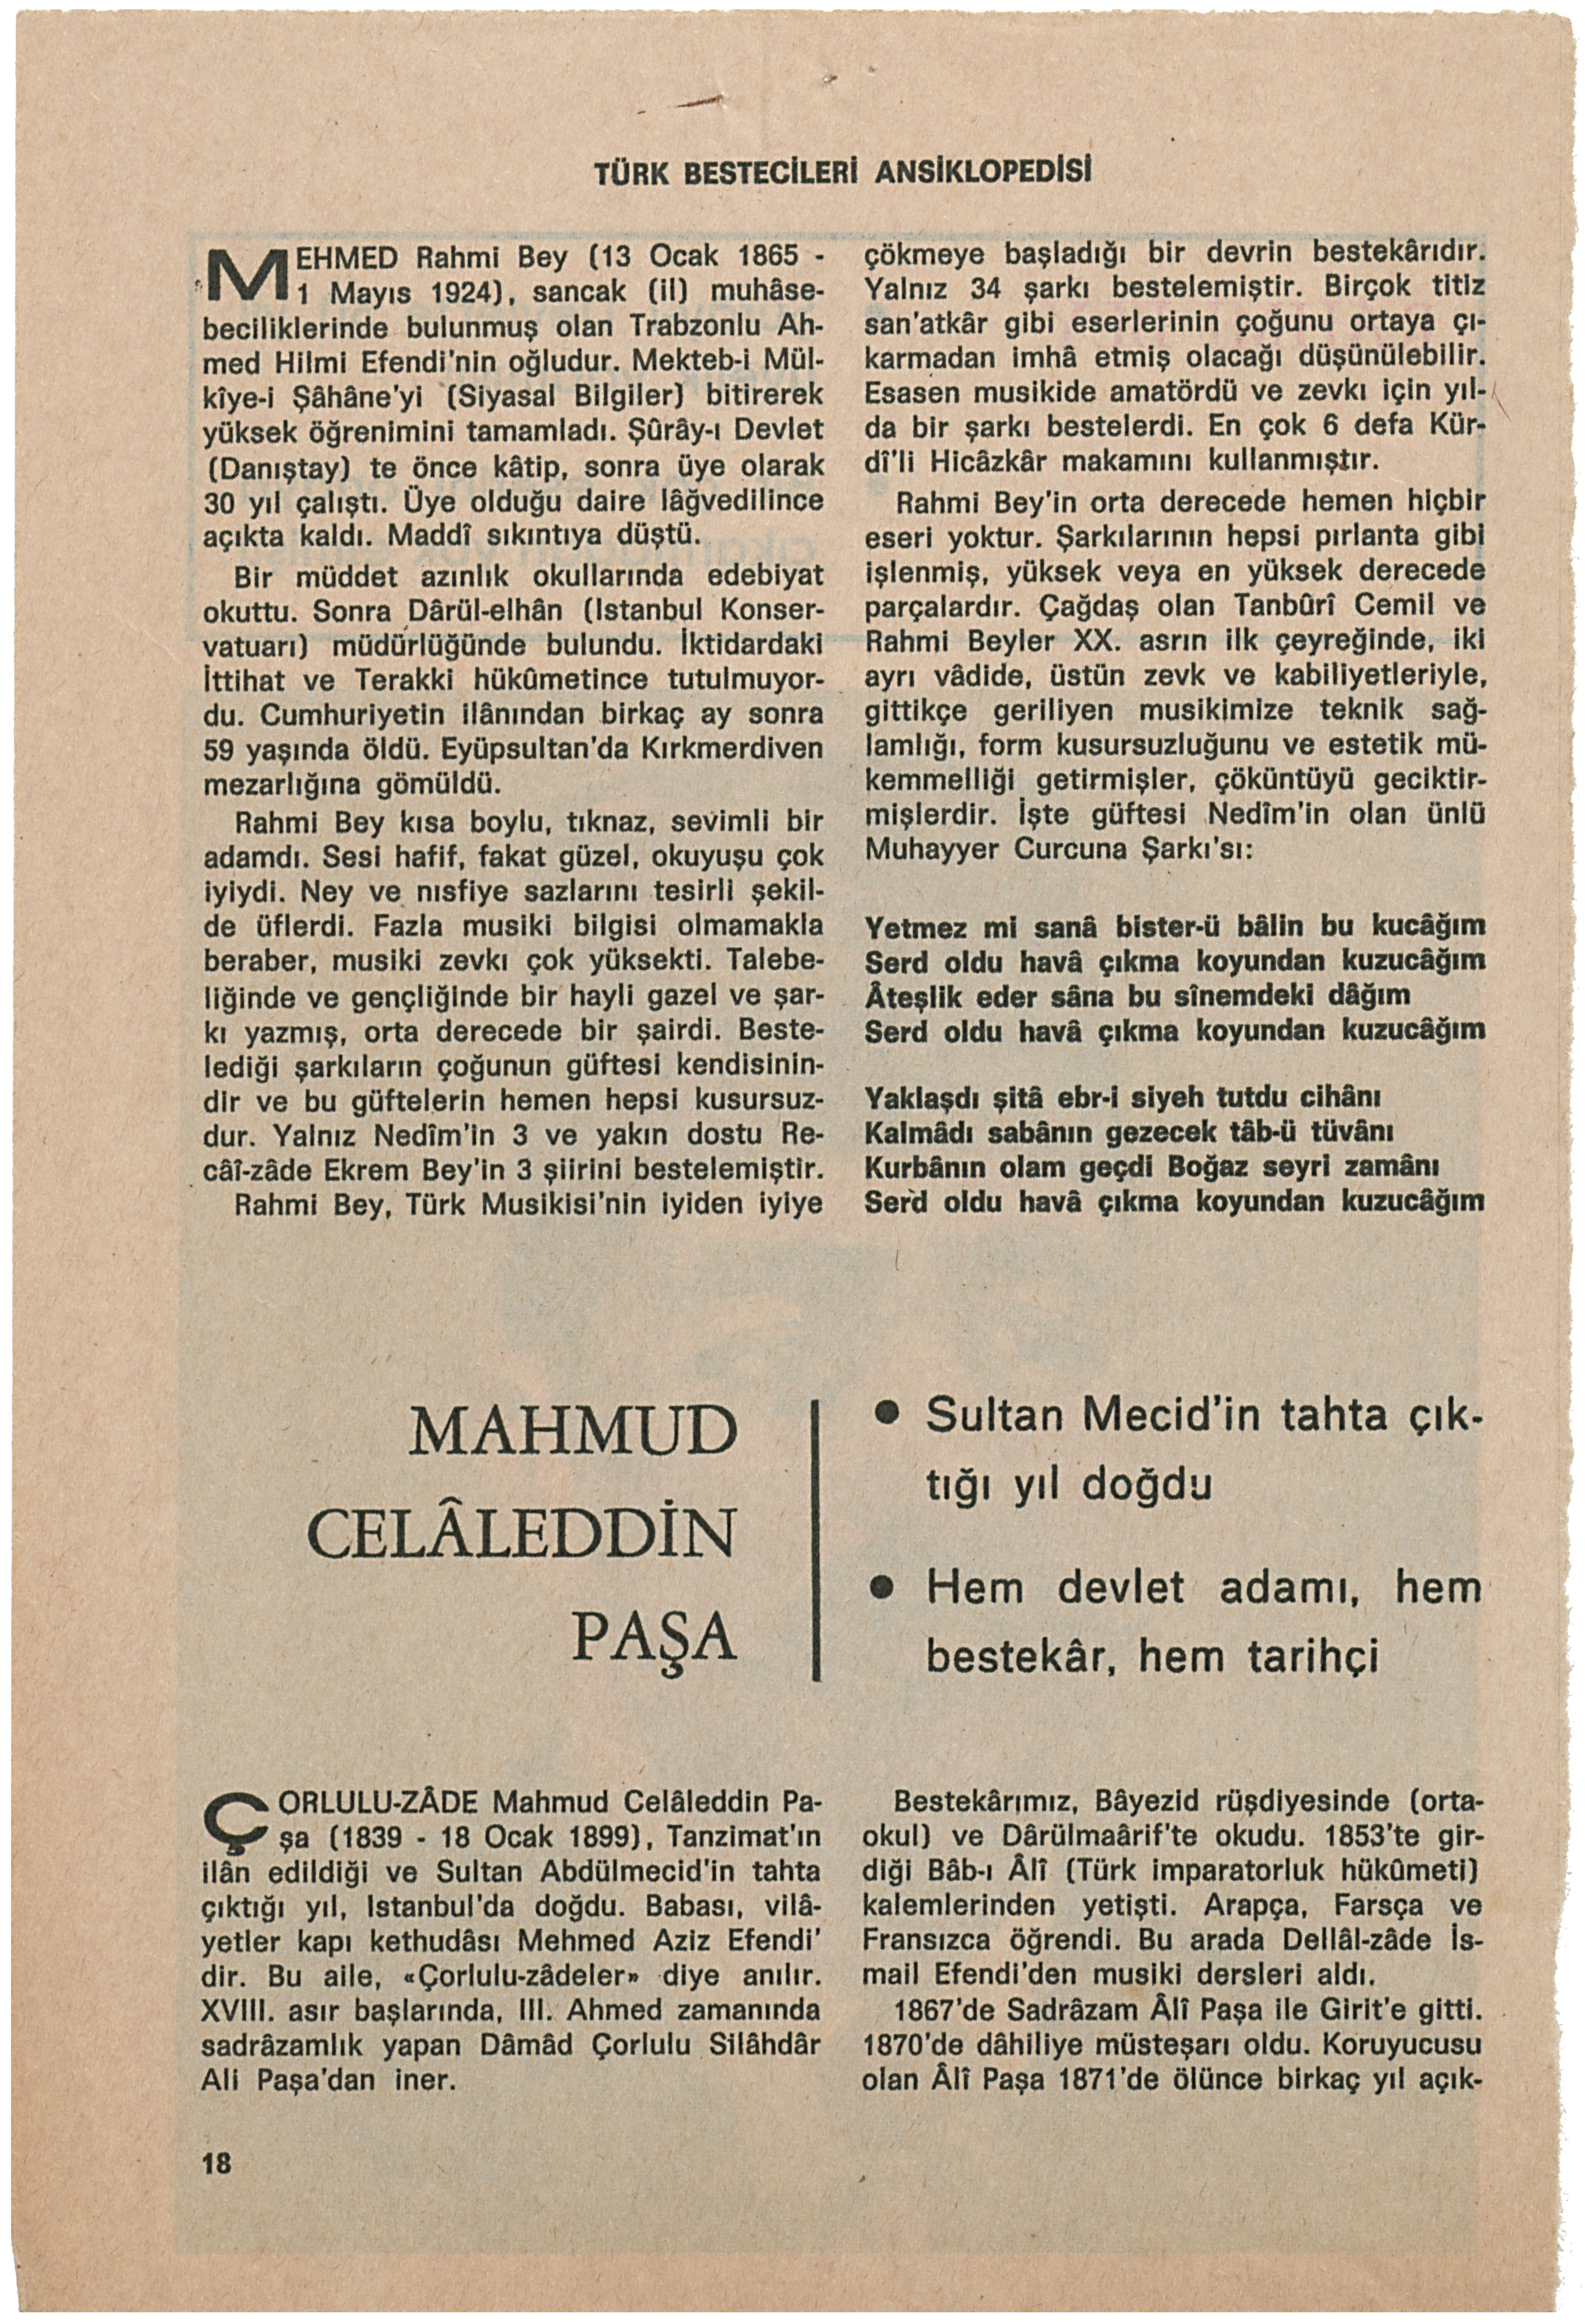 TÜRK BESTECİLERİ ANSİKLOPEDİSİ
MEHMED Rahmi Bey (13 Ocak 1865 -
1 Mayıs 1924), sancak (il) muhâse-
beciliklerinde bulunmuş olan Trabzonlu Ah-
med Hilmi Efendi'nin oğludur. Mekteb-i Mül-
kîye-i Şâhâne'yi (Siyasal Bilgiler) bitirerek
yüksek öğrenimini tamamladı. Şûrây-ı Devlet
(Danıştay) te önce kâtip, sonra üye olarak
30 yıl çalıştı. Üye olduğu daire lâğvedilince
açıkta kaldı. Maddî sıkıntıya düştü.
Bir müddet azınlık okullarında edebiyat
okuttu. Sonra Dârül-elhân (Istanbul Konser-
vatuarı) müdürlüğünde bulundu. İktidardaki
İttihat ve Terakki hükûmetince tutulmuyor-
du. Cumhuriyetin ilânından birkaç ay sonra
59 yaşında öldü. Eyüpsultan'da Kırkmerdiven
mezarlığına gömüldü.
Rahmi Bey kısa boylu, tıknaz, sevimli bir
adamdı. Sesi hafif, fakat güzel, okuyuşu çok
iyiydi. Ney ve nısfiye sazlarını tesirli şekil-
de üflerdi. Fazla musiki bilgisi olmamakla
beraber, musiki zevkı çok yüksekti. Talebe-
liğinde ve gençliğinde bir hayli gazel ve şar-
kı yazmış, orta derecede bir şairdi. Beste-
lediği şarkıların çoğunun güftesi kendisinin-
dir ve bu güftelerin hemen hepsi kusursuz-
dur. Yalnız Nedîm'in 3 ve yakın dostu Re-
câî-zâde Ekrem Bey'in 3 şiirini bestelemiştir.
Rahmi Bey, Türk Musikisi'nin iyiden iyiye
çökmeye başladığı bir devrin bestekârıdır.
Yalnız 34 şarkı bestelemiştir. Birçok titiz
san'atkâr gibi eserlerinin çoğunu ortaya çı-
karmadan imhâ etmiş olacağı düşünülebilir.
Esasen musikide amatördü ve zevkı için yıl-
da bir şarkı bestelerdi. En çok 6 defa Kür-
dî'li Hicâzkâr makamını kullanmıştır.
Rahmi Bey'in orta derecede hemen hiçbir
eseri yoktur. Şarkılarının hepsi pırlanta gibi
işlenmiş, yüksek veya en yüksek derecede
parçalardır. Çağdaş olan Tanbûrî Cemil ve
Rahmi Beyler XX. asrın ilk çeyreğinde, iki
ayrı vâdide, üstün zevk ve kabiliyetleriyle,
gittikçe geriliyen musikimize teknik sağ-
lamlığı, form kusursuzluğunu ve estetik mü-
kemmelliği getirmişler, çöküntüyü geciktir-
mişlerdir. İşte güftesi Nedîm'in olan ünlü
Muhayyer Curcuna Şarkı'sı:
Yetmez mi sanâ bister-ü bâlin bu kucâğım
Serd oldu havâ çıkma koyundan kuzucâğım
Âteşlik eder sâna bu sînemdeki dâğım
Serd oldu havâ çıkma koyundan kuzucâğım
Yaklaşdı şitâ ebr-i siyeh tutdu cihânı
Kalmâdı sabânın gezecek tâb-ü tüvânı
Kurbânın olam geçdi Boğaz seyri zamânı
Serd oldu havâ çıkma koyundan kuzucâğım
MAHMUD
CELÂLEDDİN
PAŞA
● Sultan Mecid'in tahta çık-
tığı yıl doğdu
● Hem devlet adamı, hem
bestekâr, hem tarihçi
ÇORLULU-ZÂDE Mahmud Celâleddin Pa-
şa (1839 - 18 Ocak 1899), Tanzimat'ın
ilân edildiği ve Sultan Abdülmecid'in tahta
çıktığı yıl, Istanbul'da doğdu. Babası, vilâ-
yetler kapı kethudâsı Mehmed Aziz Efendi'
dir. Bu aile, «Çorlulu-zâdeler» diye anılır.
XVIII. asır başlarında, III. Ahmed zamanında
sadrâzamlık yapan Dâmâd Çorlulu Silâhdâr
Ali Paşa'dan iner.
Bestekârımız, Bâyezid rüşdiyesinde (orta-
okul) ve Dârülmaârif'te okudu. 1853'te gir-
diği Bâb-ı Âlî (Türk imparatorluk hükûmeti)
kalemlerinden yetişti. Arapça, Farsça ve
Fransızca öğrendi. Bu arada Dellâl-zâde İs-
mail Efendi'den musiki dersleri aldı.
1867'de Sadrâzam Âlî Paşa ile Girit'e gitti.
1870'de dâhiliye müsteşarı oldu. Koruyucusu
olan Âlî Paşa 1871'de ölünce birkaç yıl açık-
18